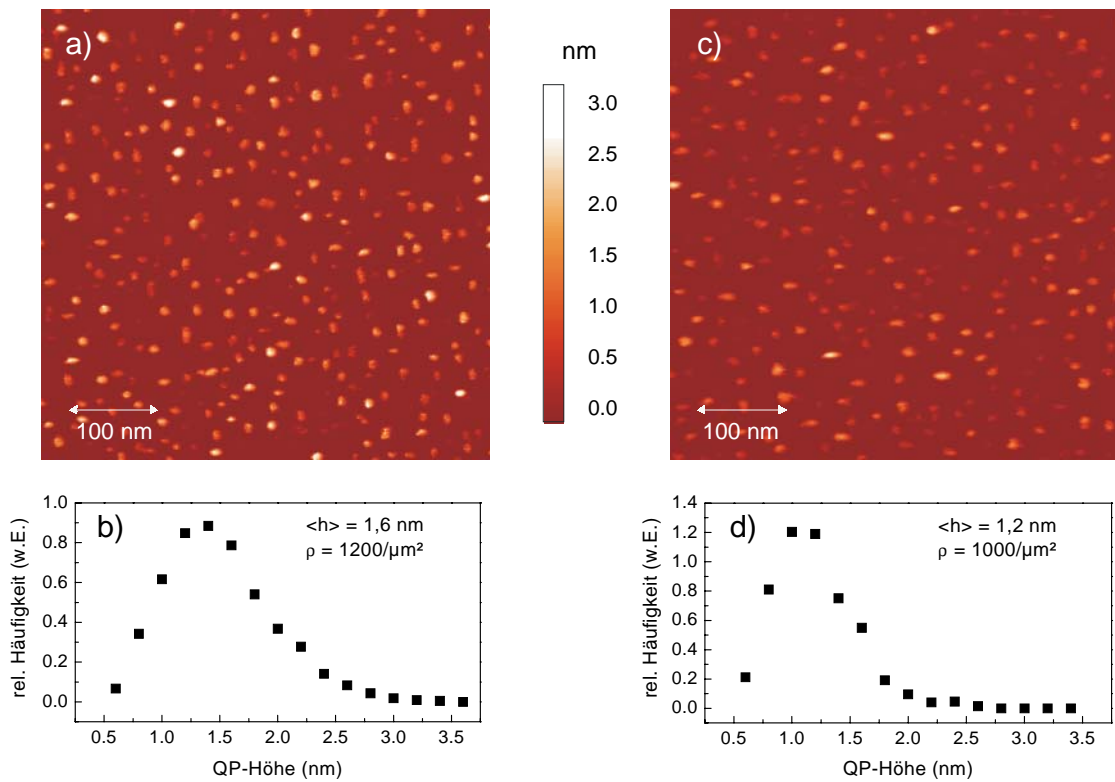 a)
100 nm
nm
3.0
2.5
2.0
1.5
1.0
0.5
0.0
c)
100 nm
b)
<h> = 1,6 nm
ρ = 1200/µm²
rel. Häufigkeit (w.E.)
1.0
0.8
0.6
0.4
0.2
0.0
0.5 1.0 1.5 2.0 2.5 3.0 3.5
QP-Höhe (nm)
d)
<h> = 1,2 nm
ρ = 1000/µm²
rel. Häufigkeit (w.E.)
1.4
1.2
1.0
0.8
0.6
0.4
0.2
0.0
0.5 1.0 1.5 2.0 2.5 3.0 3.5
QP-Höhe (nm)